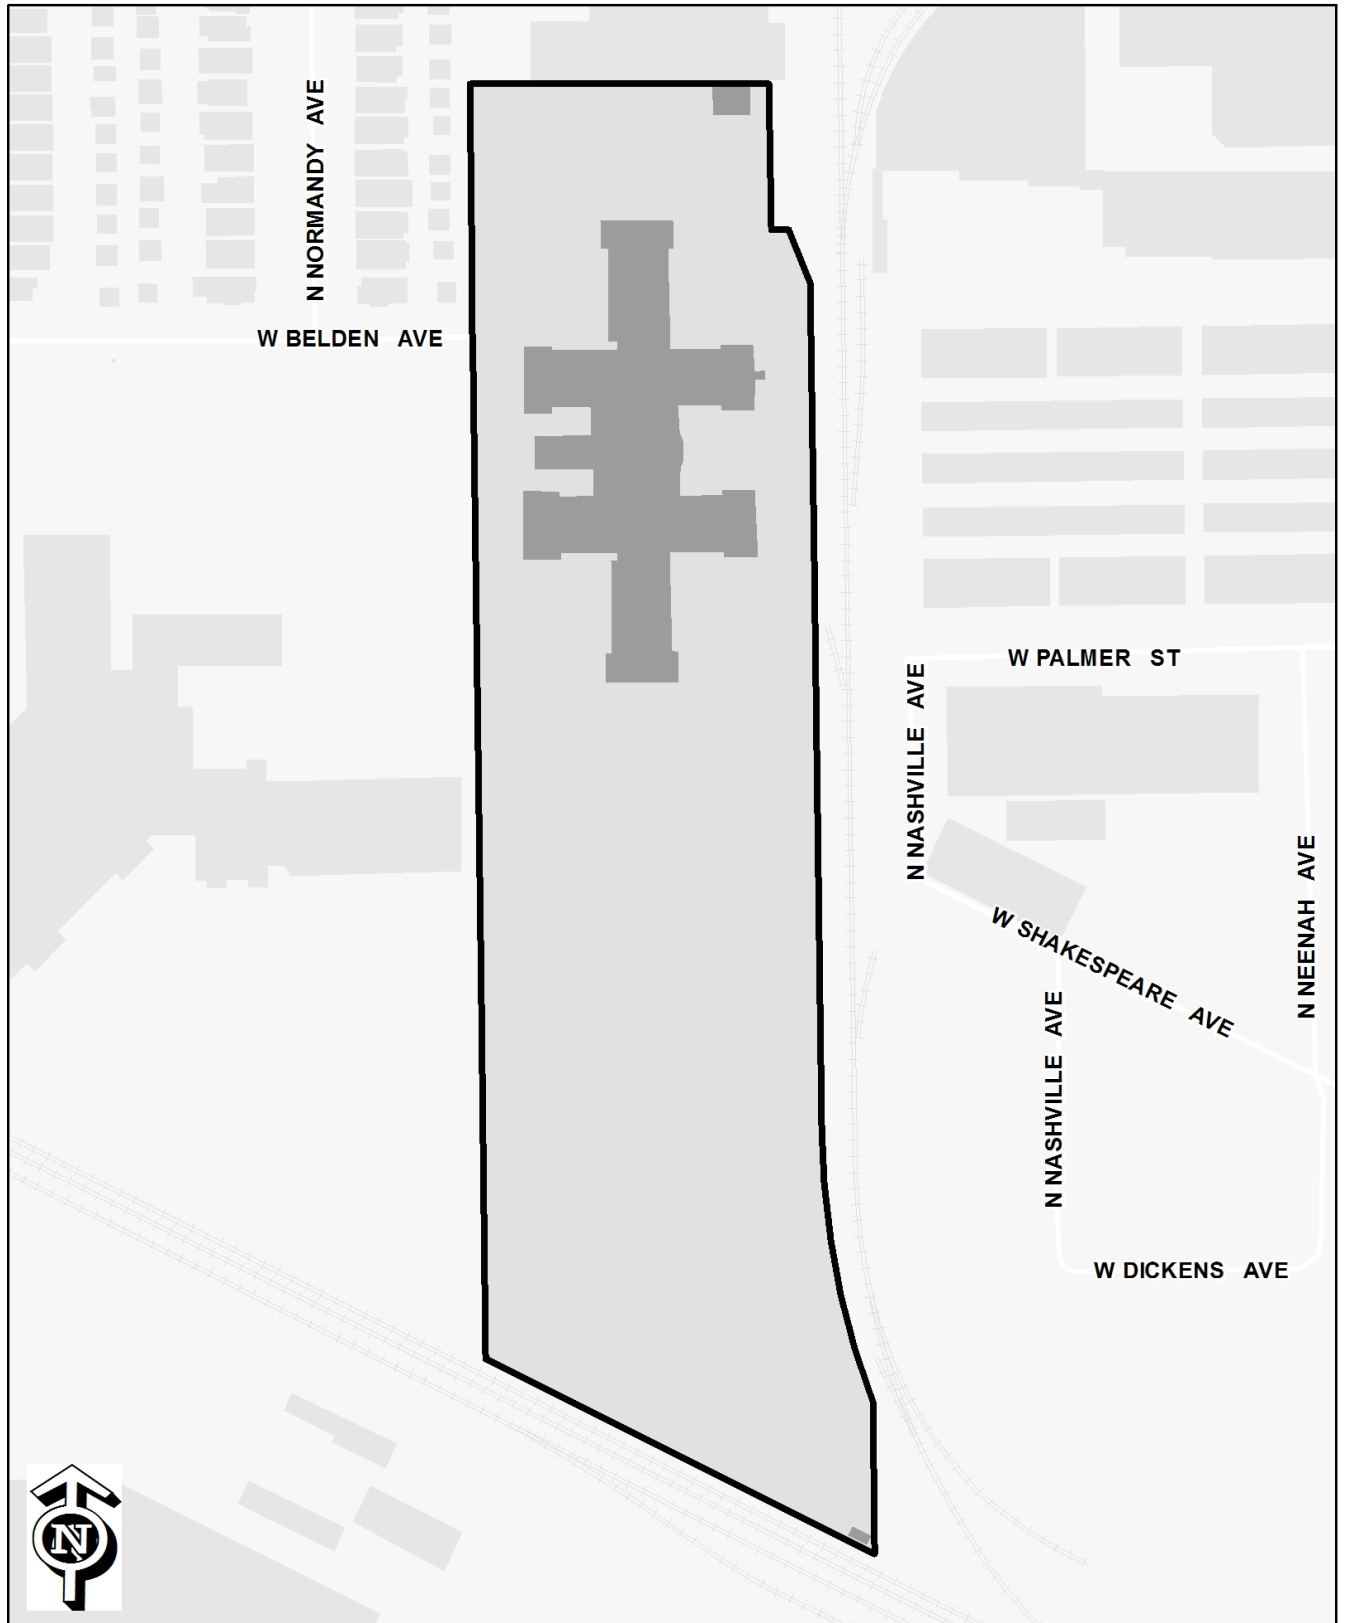 N NORMANDY AVE
W BELDEN AVE
W PALMER ST
N NASHVILLE AVE
N NEENAH AVE
W SHAKESPEARE AVE
N NASHVILLE AVE
W DICKENS AVE
N